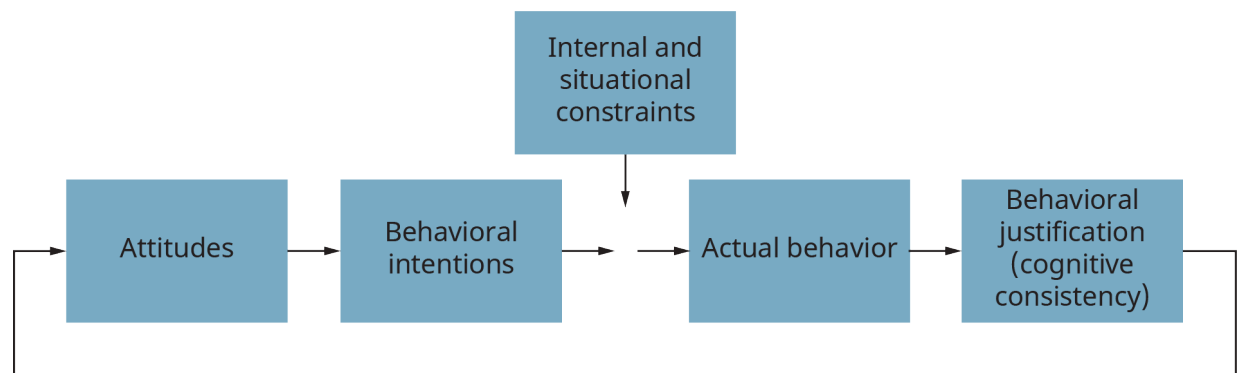 Internal and
situational
constraints
Attitudes
Behavioral
intentions
Actual behavior
Behavioral
justification
(cognitive
consistency)